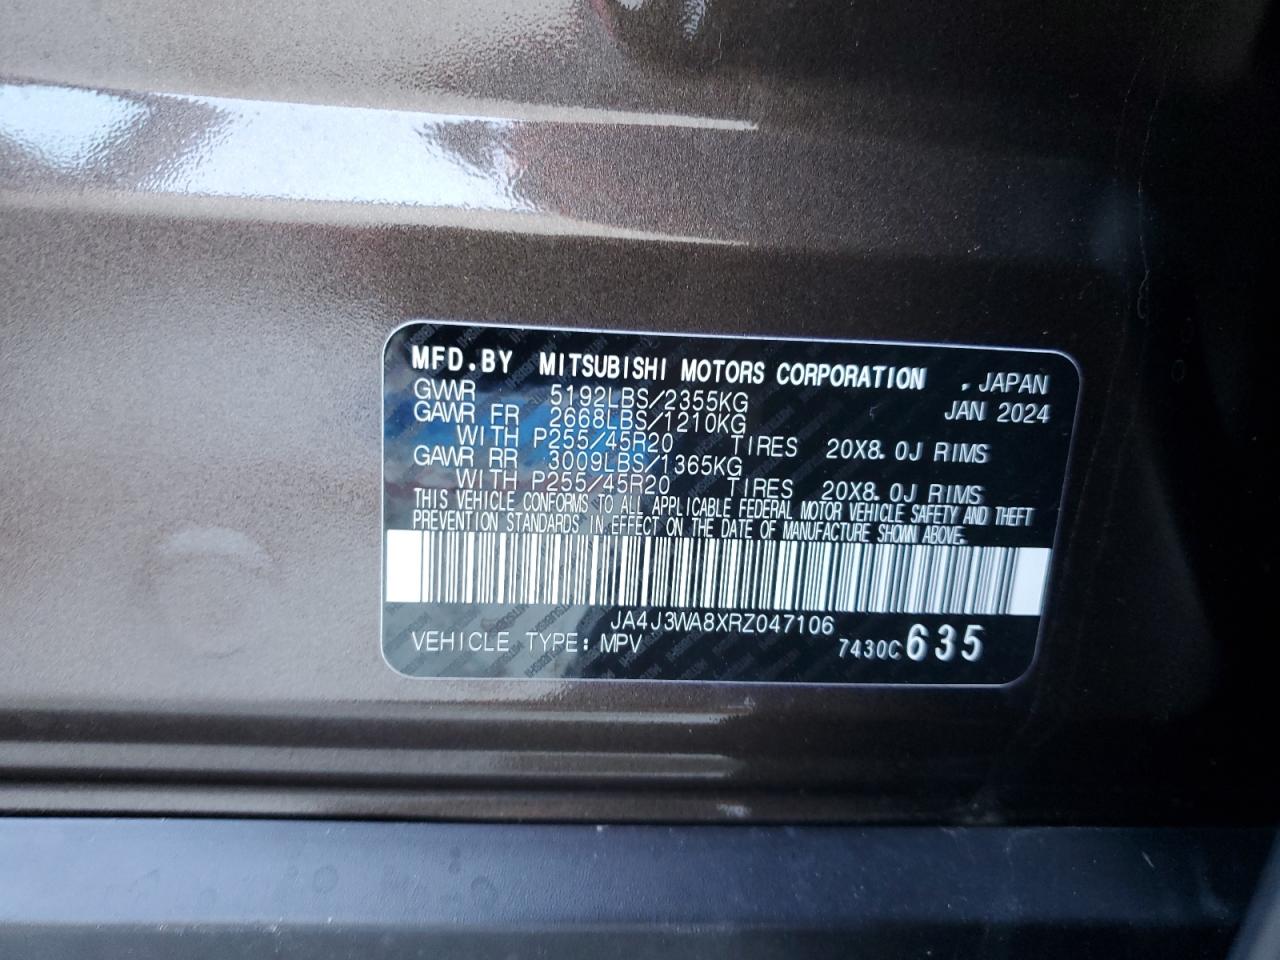 MFD.BY MITSUBISHI MOTORS CORPORATION . JAPAN
GVWR 5192LBS/2355KG JAN 2024
GAWR FR 2668LBS/1210KG
WITH P255/45R20 TIRES 20X8.0J RIMS
GAWR RR 3009LBS/1365KG
WITH P255/45R20 TIRES 20X8.0J RIMS
THIS VEHICLE CONFORMS TO ALL APPLICABLE FEDERAL MOTOR VEHICLE SAFETY AND THEFT
PREVENTION STANDARDS IN EFFECT ON THE DATE OF MANUFACTURE SHOWN ABOVE.
JA4J3WA8XRZ047106
VEHICLE TYPE: MPV 7430C 635